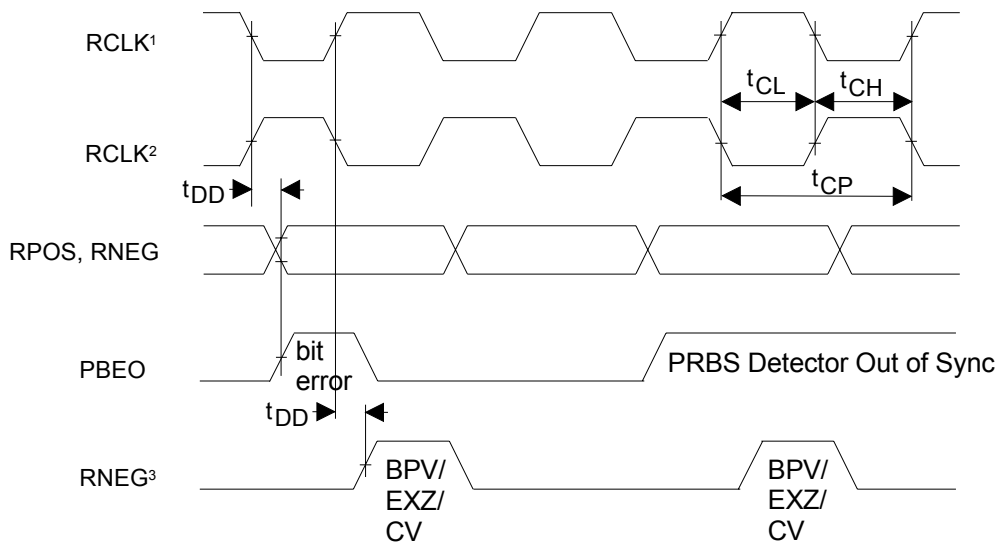 RCLK¹
tCL
tCH
RCLK²
tDD
tCP
RPOS, RNEG
PBEO
bit
error
PRBS Detector Out of Sync
tDD
RNEG³
BPV/
EXZ/
CV
BPV/
EXZ/
CV